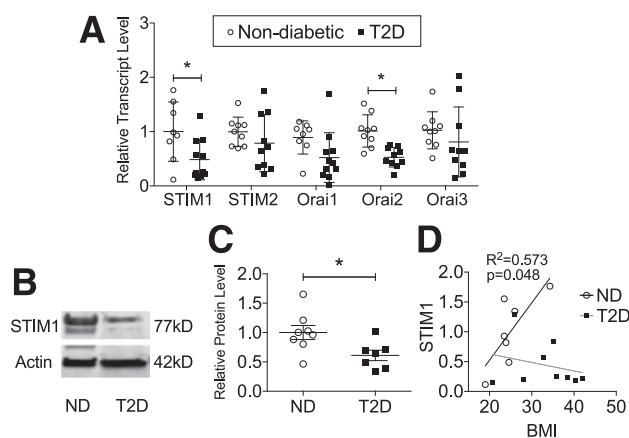 A
Non-diabetic T2D
Relative Transcript Level
3
2
1
0
*
*
STIM1 STIM2 Orai1 Orai2 Orai3
B
STIM1 77kD
Actin 42kD
ND T2D
C
Relative Protein Level
2.0
1.5
1.0
0.5
0.0
*
ND T2D
D
R²=0.573
p=0.048
STIM1
2.0
1.5
1.0
0.5
0.0
ND
T2D
20 30 40 50
BMI